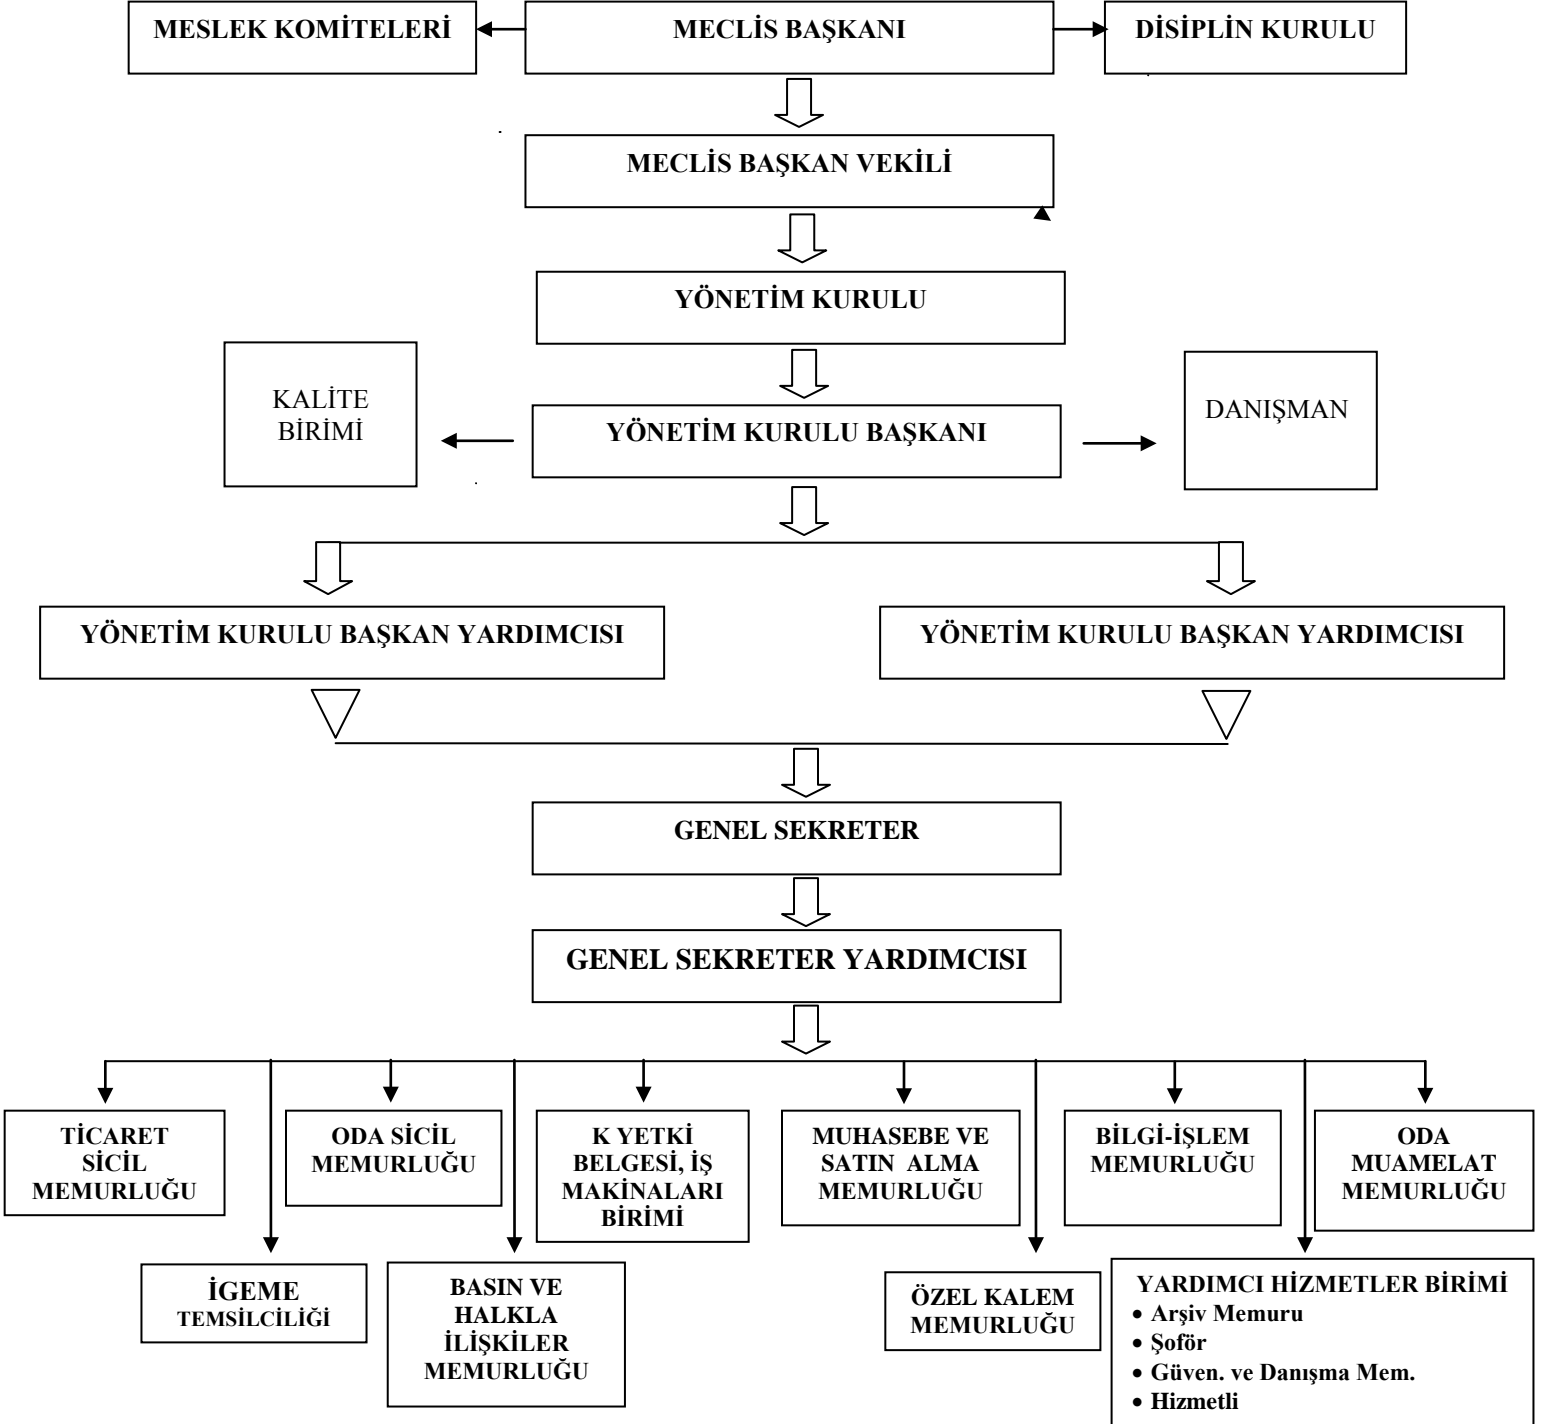 MESLEK KOMİTELERİ
MECLİS BAŞKANI
DİSİPLİN KURULU
MECLİS BAŞKAN VEKİLİ
YÖNETİM KURULU
KALİTE
BİRİMİ
YÖNETİM KURULU BAŞKANI
DANIŞMAN
YÖNETİM KURULU BAŞKAN YARDIMCISI
YÖNETİM KURULU BAŞKAN YARDIMCISI
GENEL SEKRETER
GENEL SEKRETER YARDIMCISI
TİCARET
SİCİL
MEMURLUĞU
ODA SİCİL
MEMURLUĞU
K YETKİ
BELGESİ, İŞ
MAKİNALARI
BİRİMİ
MUHASEBE VE
SATIN ALMA
MEMURLUĞU
BİLGİ-İŞLEM
MEMURLUĞU
ODA
MUAMELAT
MEMURLUĞU
İGEME
TEMSİLCİLİĞİ
BASIN VE
HALKLA
İLİŞKİLER
MEMURLUĞU
ÖZEL KALEM
MEMURLUĞU
YARDIMCI HİZMETLER BİRİMİ
• Arşiv Memuru
• Şofór
• Güven. ve Danışma Mem.
• Hizmetli